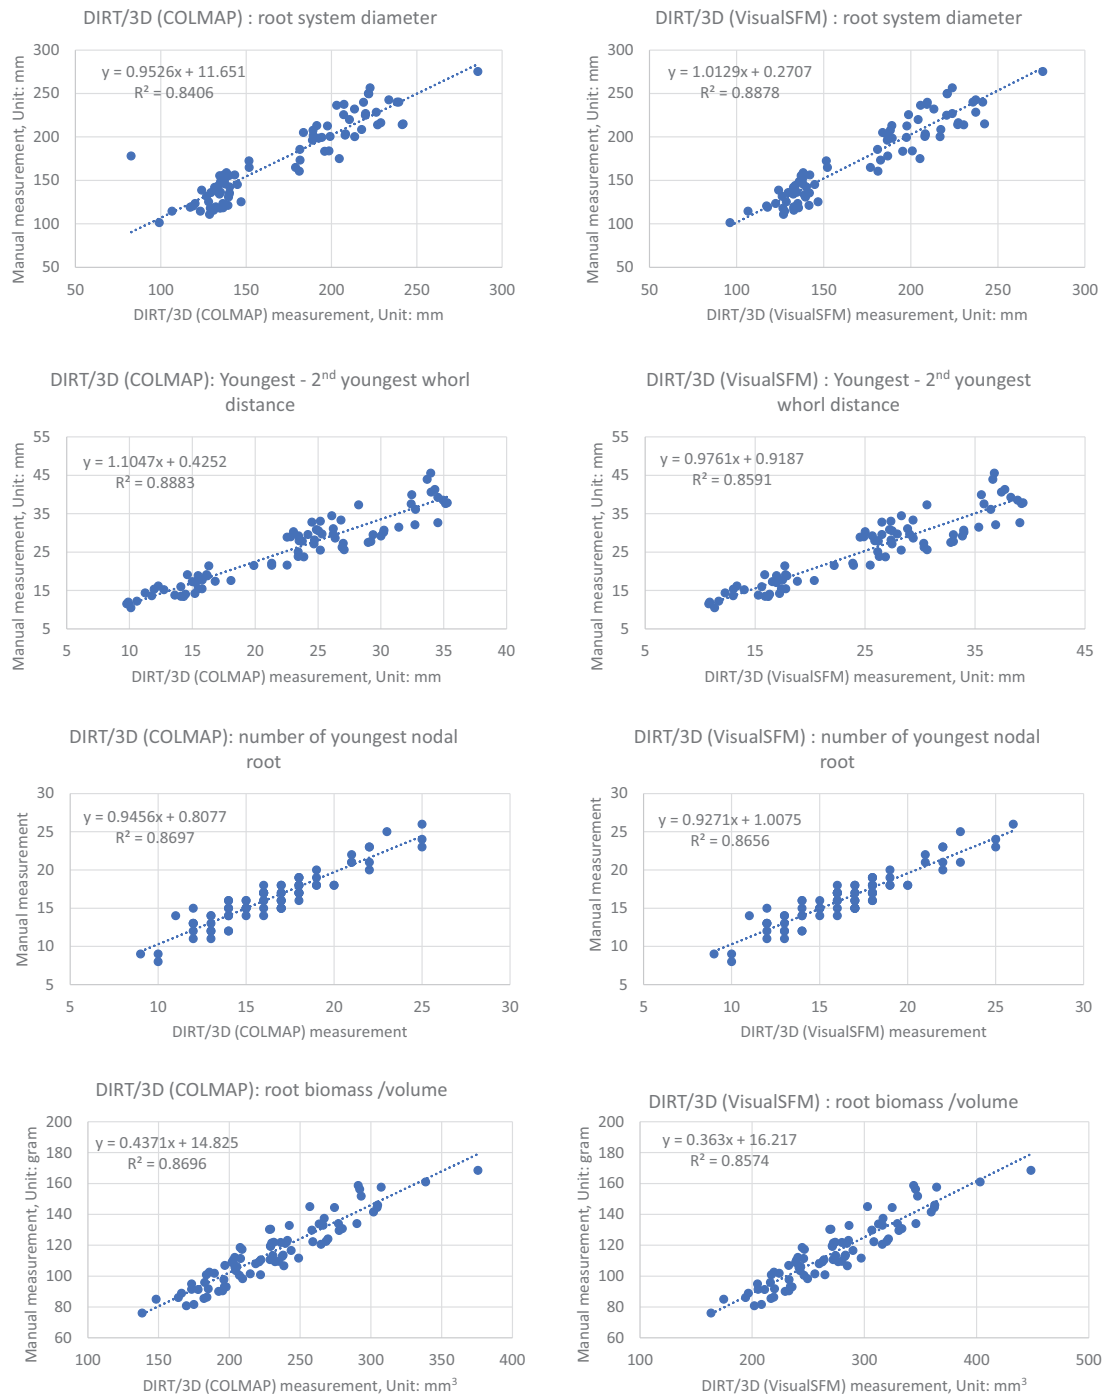 DIRT/3D (COLMAP) : root system diameter
300
250
200
150
100
50
y = 0.9526x + 11.651
R² = 0.8406
50 100 150 200 250 300
Manual measurement, Unit: mm
DIRT/3D (COLMAP) measurement, Unit: mm
DIRT/3D (VisualSFM) : root system diameter
300
250
200
150
100
50
y = 1.0129x + 0.2707
R² = 0.8878
50 100 150 200 250 300
Manual measurement, Unit: mm
DIRT/3D (VisualSFM) measurement, Unit: mm
DIRT/3D (COLMAP): Youngest - 2nd youngest whorl
distance
55
45
35
25
15
5
y = 1.1047x + 0.4252
R² = 0.8883
5 10 15 20 25 30 35 40
Manual measurement, Unit: mm
DIRT/3D (COLMAP) measurement, Unit: mm
DIRT/3D (VisualSFM) : Youngest - 2nd youngest
whorl distance
55
45
35
25
15
5
y = 0.9761x + 0.9187
R² = 0.8591
5 15 25 35 45
Manual measurement, Unit: mm
DIRT/3D (VisualSFM) measurement, Unit: mm
DIRT/3D (COLMAP): number of youngest nodal
root
30
25
20
15
10
5
y = 0.9456x + 0.8077
R² = 0.8697
5 10 15 20 25 30
Manual measurement
DIRT/3D (COLMAP) measurement
DIRT/3D (VisualSFM) : number of youngest nodal
root
30
25
20
15
10
5
y = 0.9271x + 1.0075
R² = 0.8656
5 10 15 20 25 30
Manual measurement
DIRT/3D (VisualSFM) measurement
DIRT/3D (COLMAP): root biomass /volume
200
180
160
140
120
100
80
60
y = 0.4371x + 14.825
R² = 0.8696
100 150 200 250 300 350 400
Manual measurement, Unit: gram
DIRT/3D (COLMAP) measurement, Unit: mm³
DIRT/3D (VisualSFM) : root biomass /volume
200
180
160
140
120
100
80
60
y = 0.363x + 16.217
R² = 0.8574
100 200 300 400 500
Manual measurement, Unit: gram
DIRT/3D (VisualSFM) measurement, Unit: mm³